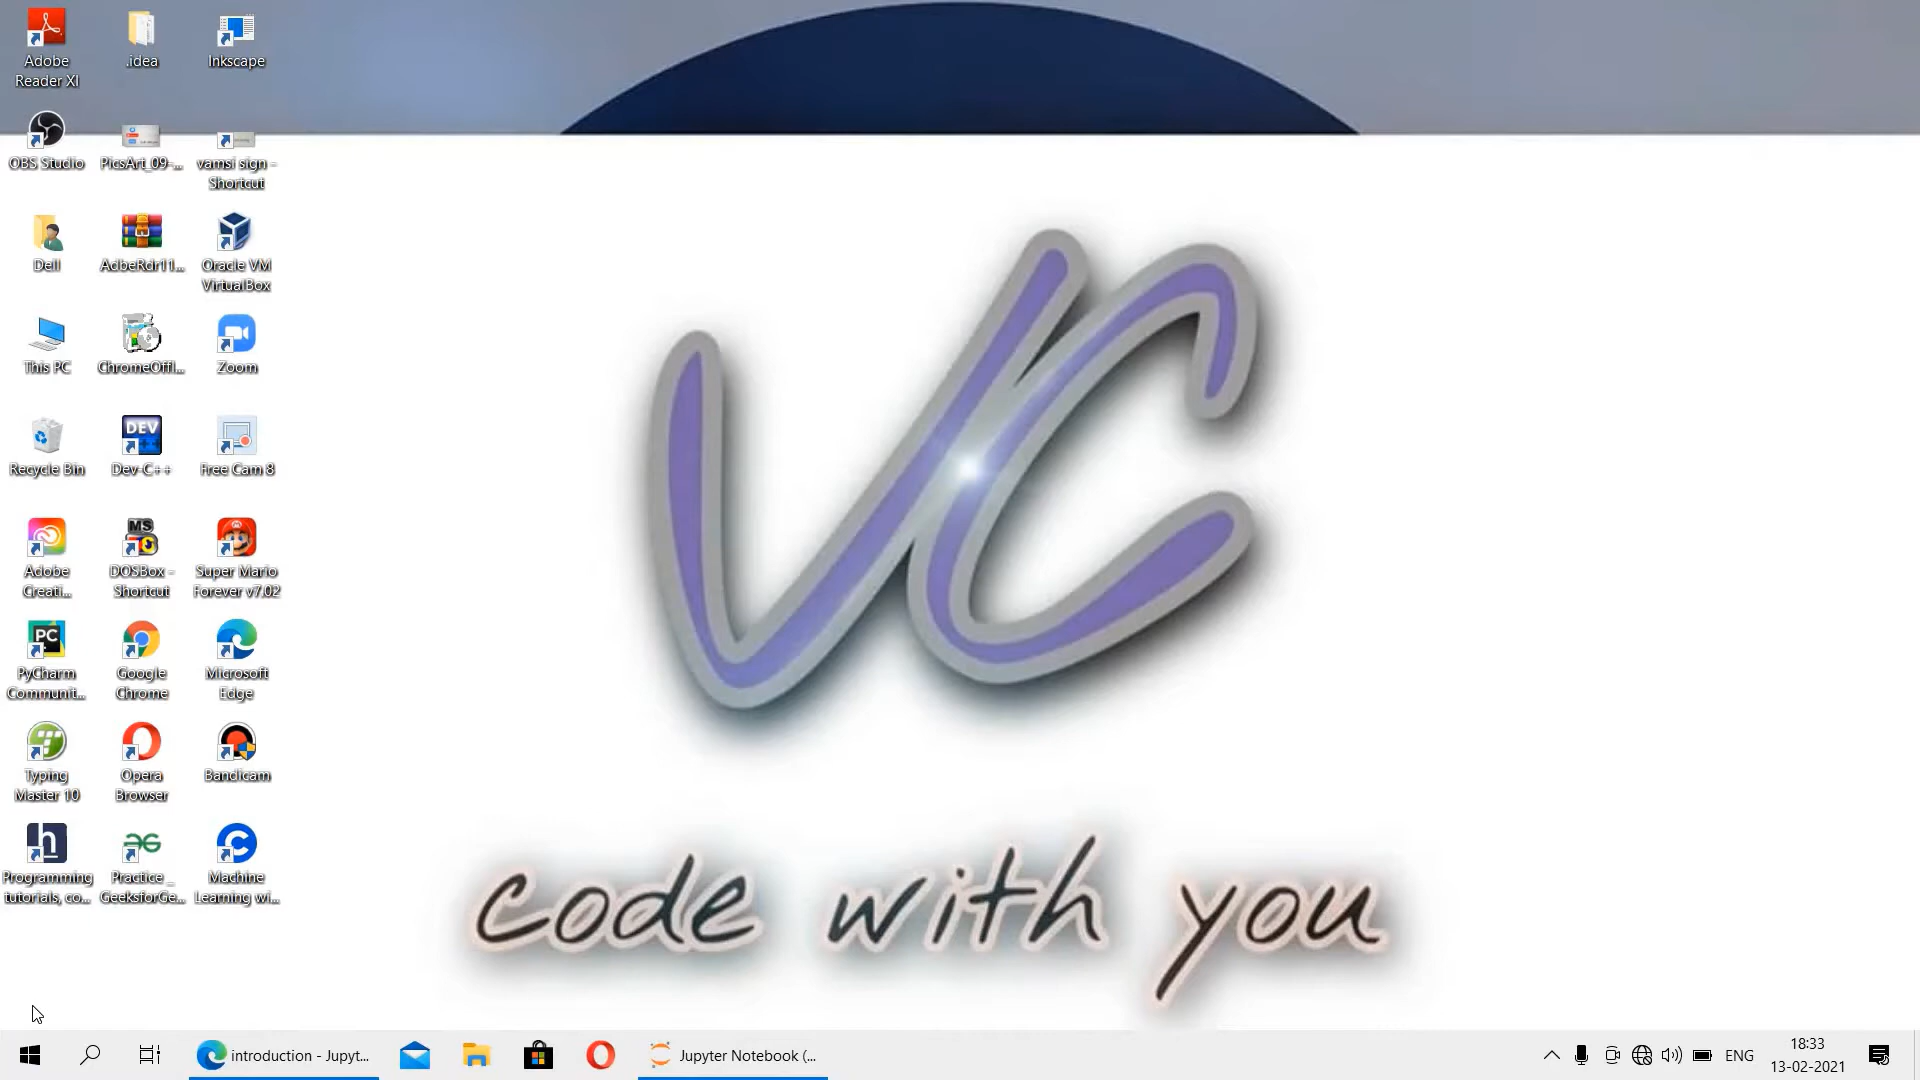 Adobe
Reader XI
.idea
Inkscape
OBS Studio
PicsArt_09-...
vamsi sign -
Shortcut
Dell
AdbeRdr11...
Oracle VM
VirtualBox
This PC
ChromeOffl...
Zoom
Recycle Bin
DEV
Dev-C++
Free Cam 8
Adobe
Creati...
MS
DOSBox -
Shortcut
Super Mario
Forever v7.02
PC
PyCharm
Communit...
Google
Chrome
Microsoft
Edge
Typing
Master 10
Opera
Browser
Bandicam
h
Programming
tutorials, co...
Practice _
GeeksforGe...
C
Machine
Learning wi...
VC
code with you
introduction - Jupyt...
Jupyter Notebook (...
ENG
18:33
13-02-2021